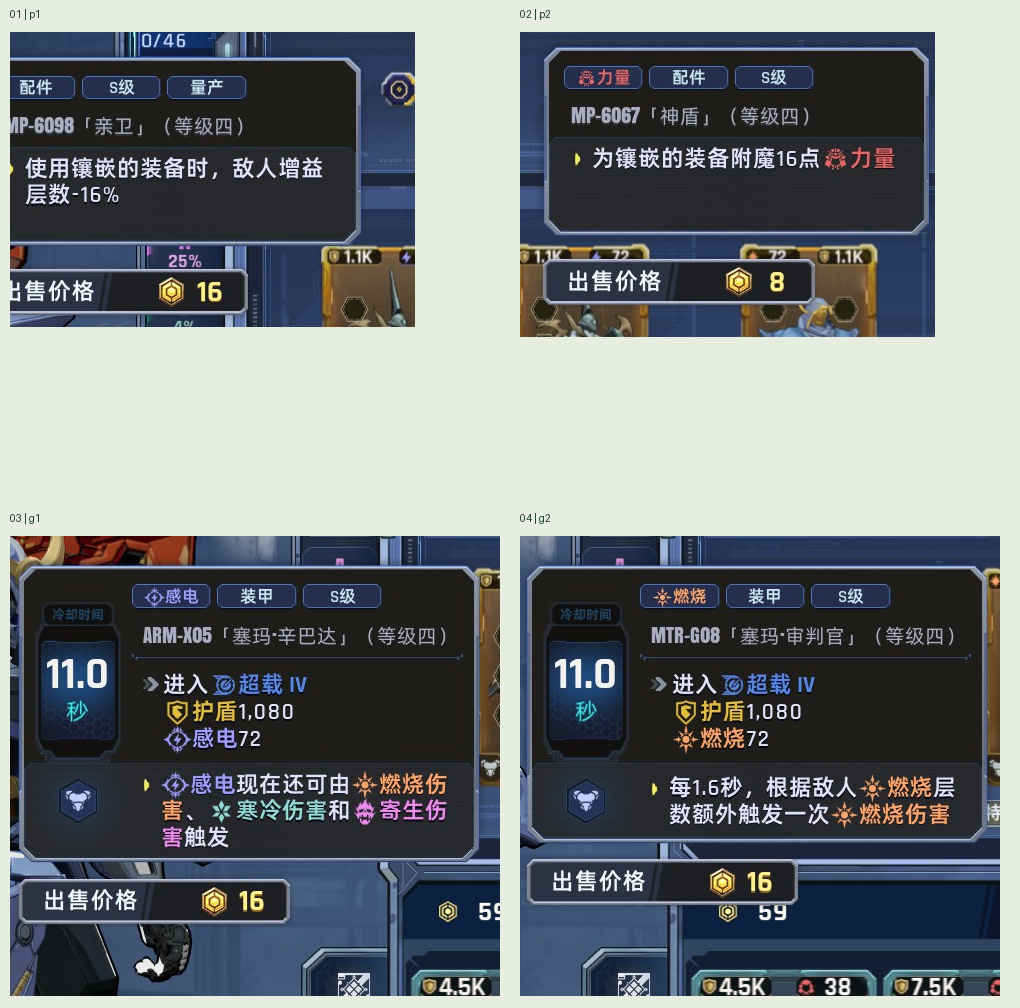 01|p1
0/46
配件 S级 量产
MP-6098「亲卫」（等级四）
使用镶嵌的装备时，敌人增益
层数-16%
25%
1.1K
出售价格 16
4%
02|p2
力量 配件 S级
MP-6067「神盾」（等级四）
为镶嵌的装备附魔16点力量
1.1K 72 72 1.1K
出售价格 8
03|g1
感电 装甲 S级
冷却时间
ARM-X05「塞玛·辛巴达」（等级四）
11.0
秒
进入超载 IV
护盾1,080
感电72
感电现在还可由燃烧伤
害、寒冷伤害和寄生伤
害触发
出售价格 16
59
4.5K
04|g2
燃烧 装甲 S级
冷却时间
MTR-G08「塞玛·审判官」（等级四）
11.0
秒
进入超载 IV
护盾1,080
燃烧72
每1.6秒，根据敌人燃烧层
数额外触发一次燃烧伤害
持
出售价格 16
59
4.5K 38 7.5K